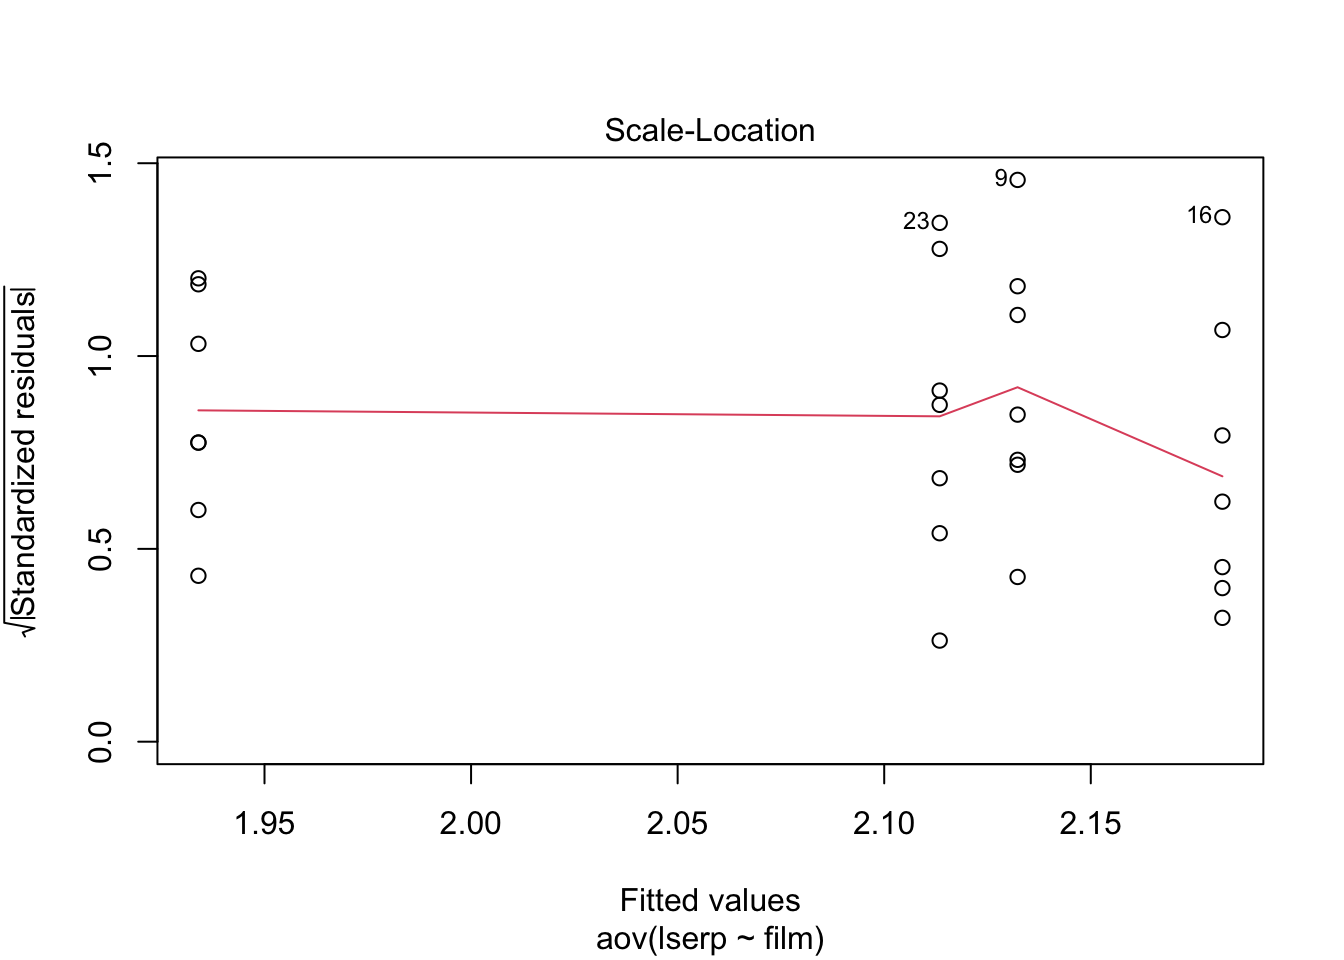 Scale-Location
√|Standardized residuals|
1.5
1.0
0.5
0.0
23
9
16
1.95 2.00 2.05 2.10 2.15
Fitted values
aov(lserp ~ film)